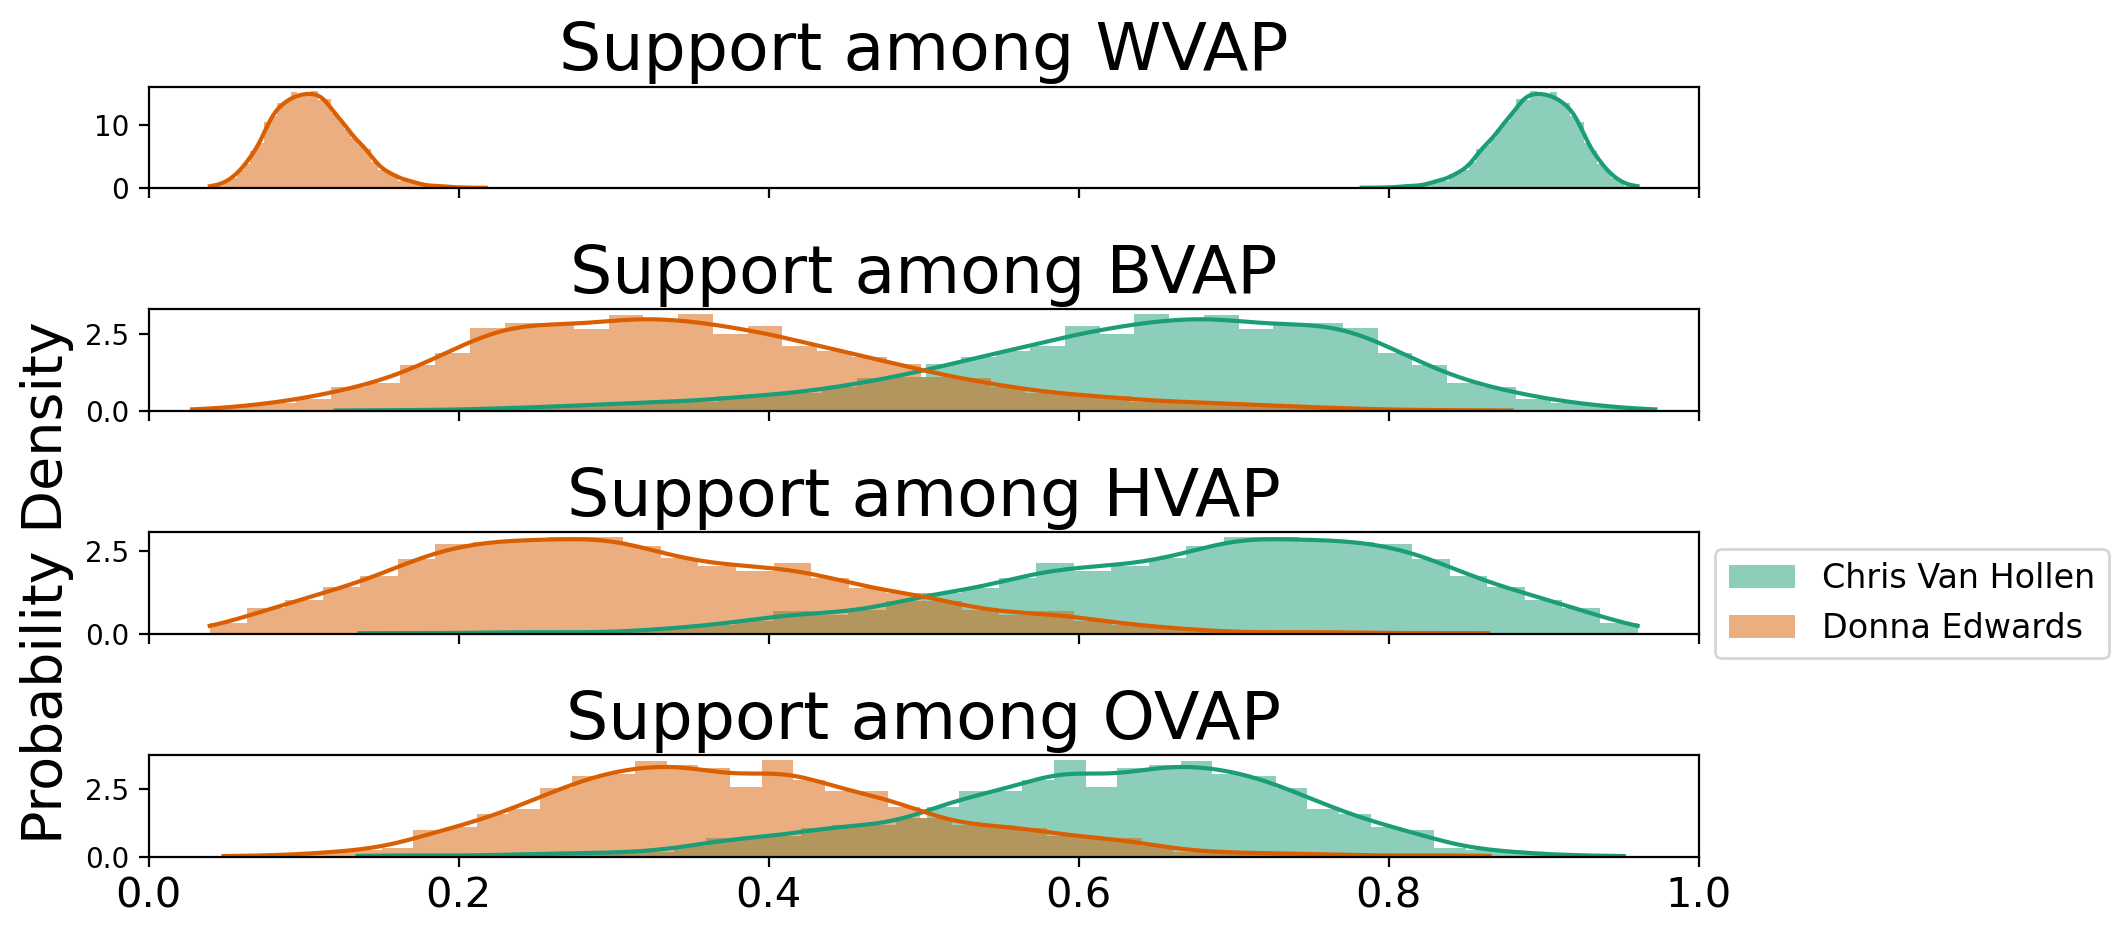 Support among WVAP
10
0
Support among BVAP
2.5
0.0
Support among HVAP
2.5
0.0
Support among OVAP
2.5
0.0
0.0 0.2 0.4 0.6 0.8 1.0
Probability Density
Chris Van Hollen
Donna Edwards